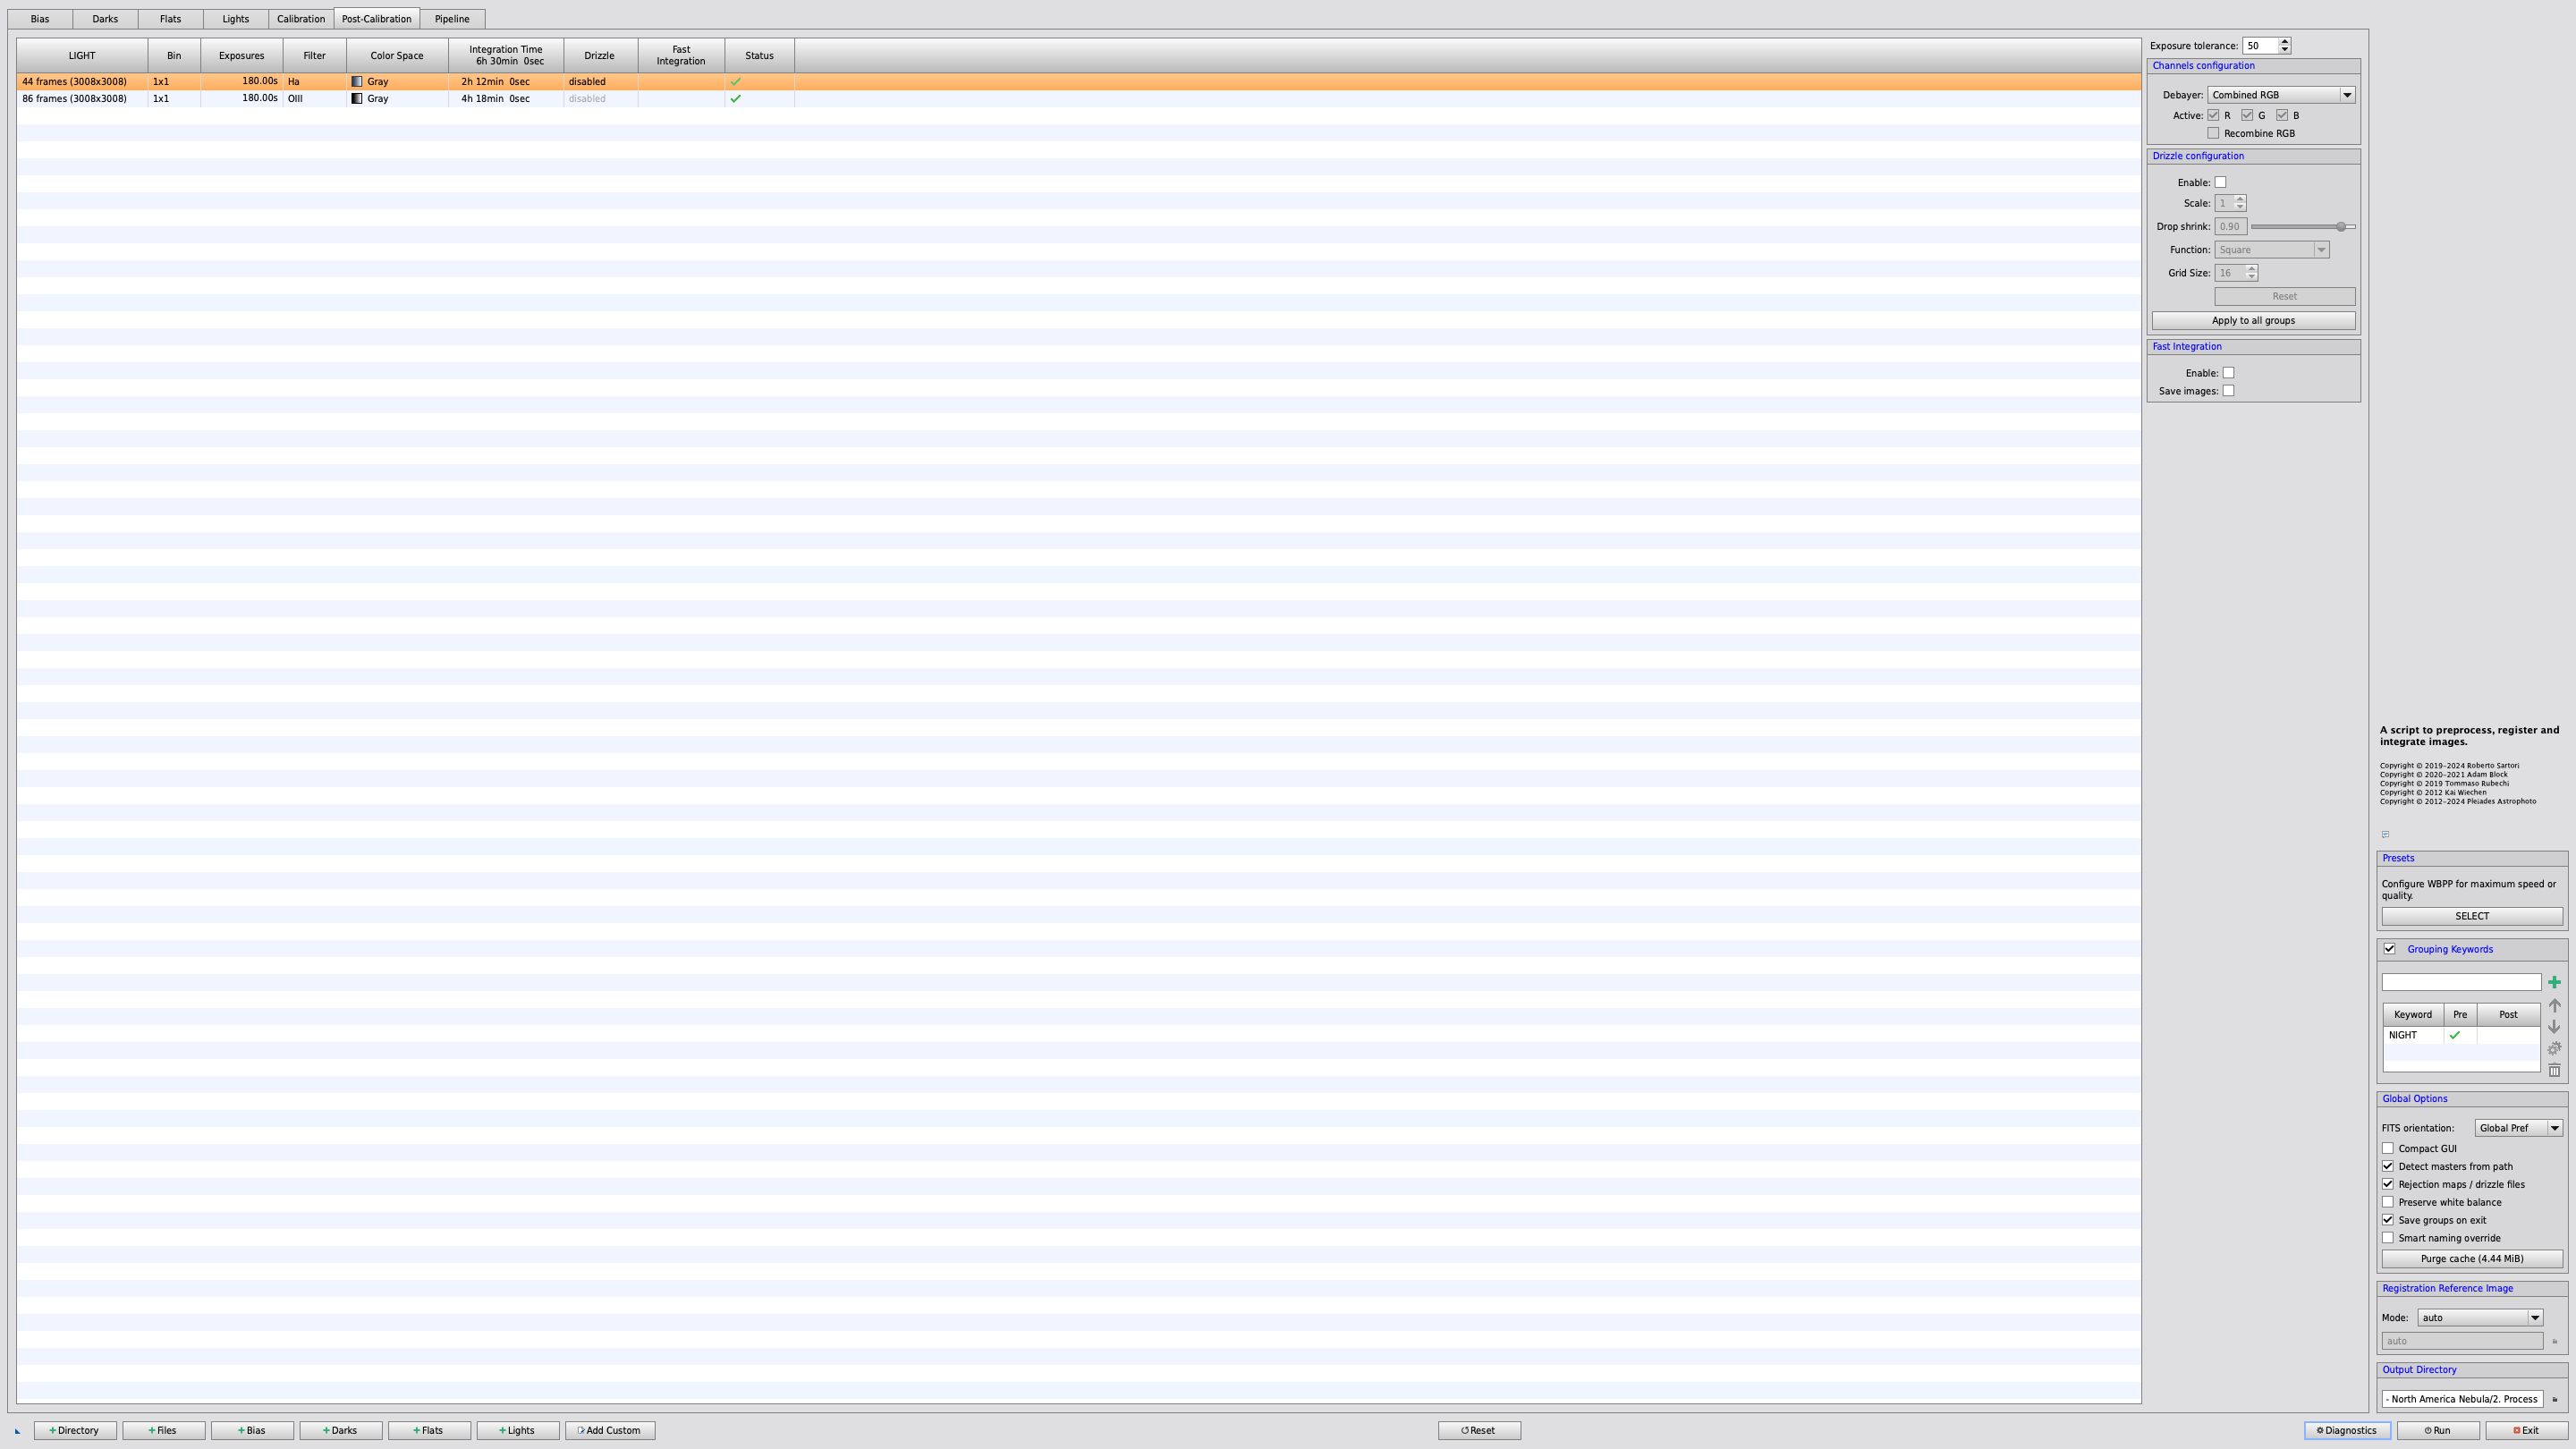 Bias Darks Flats Lights Calibration Post-Calibration Pipeline
LIGHT Bin Exposures Filter Color Space Integration Time 6h 30min 0sec Drizzle Fast Integration Status
44 frames (3008x3008) 1x1 180.00s Ha Gray 2h 12min 0sec disabled
86 frames (3008x3008) 1x1 180.00s OIII Gray 4h 18min 0sec disabled
Exposure tolerance: 50
Channels configuration
Debayer: Combined RGB
Active: R G B
Recombine RGB
Drizzle configuration
Enable:
Scale: 1
Drop shrink: 0.90
Function: Square
Grid Size: 16
Reset
Apply to all groups
Fast Integration
Enable:
Save images:
A script to preprocess, register and
integrate images.
Copyright © 2019-2024 Roberto Sartori
Copyright © 2020-2021 Adam Block
Copyright © 2019 Tommaso Rubechi
Copyright © 2012 Kai Wiechen
Copyright © 2012-2024 Pleiades Astrophoto
Presets
Configure WBPP for maximum speed or
quality.
SELECT
Grouping Keywords
Keyword Pre Post
NIGHT
Global Options
FITS orientation: Global Pref
Compact GUI
Detect masters from path
Rejection maps / drizzle files
Preserve white balance
Save groups on exit
Smart naming override
Purge cache (4.44 MiB)
Registration Reference Image
Mode: auto
auto
Output Directory
- North America Nebula/2. Process
Directory Files Bias Darks Flats Lights Add Custom Reset Diagnostics Run Exit